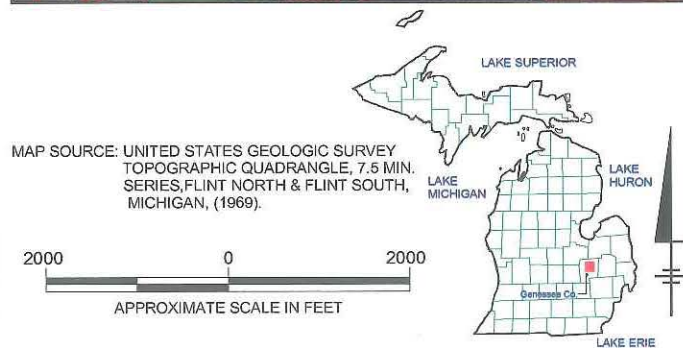 LAKE SUPERIOR
MAP SOURCE: UNITED STATES GEOLOGIC SURVEY
TOPOGRAPHIC QUADRANGLE, 7.5 MIN.
SERIES,FLINT NORTH & FLINT SOUTH,
MICHIGAN, (1969).
LAKE
MICHIGAN
LAKE
HURON
2000 0 2000
APPROXIMATE SCALE IN FEET
Genessee Co.
LAKE ERIE